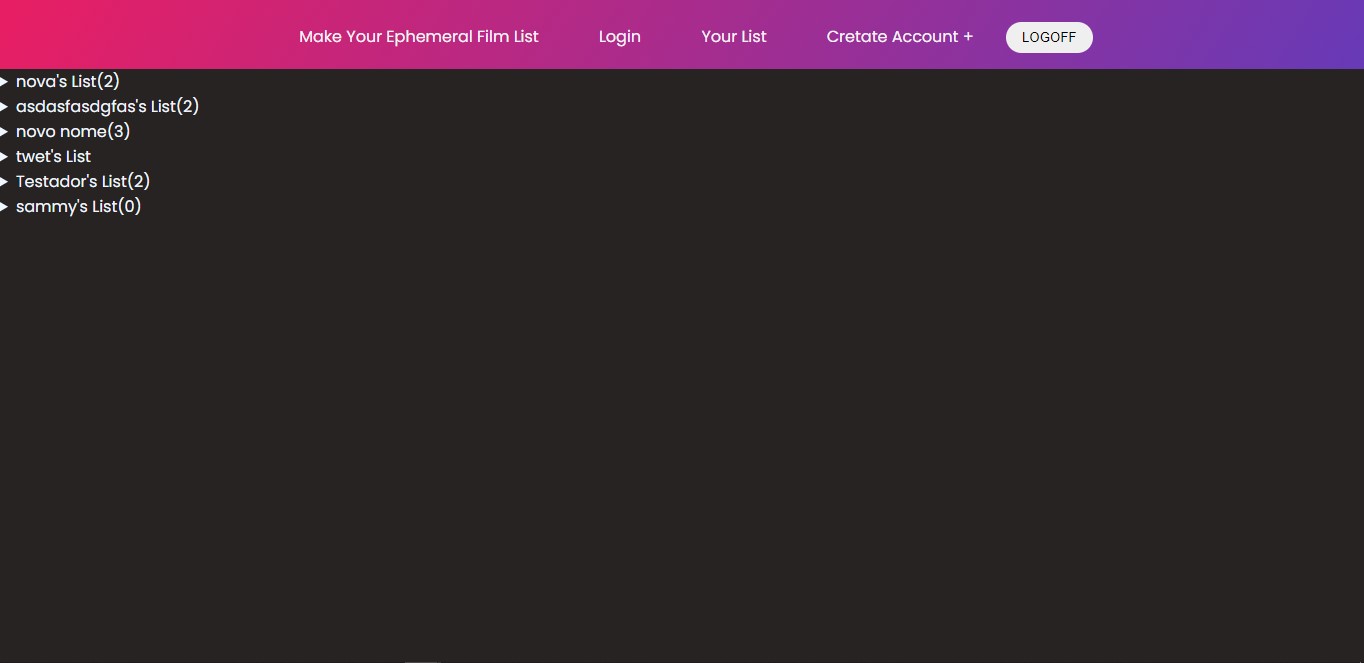 Make Your Ephemeral Film List Login Your List Cretate Account + LOGOFF
nova's List(2)
asdasfasdgfas's List(2)
novo nome(3)
twet's List
Testador's List(2)
sammy's List(0)